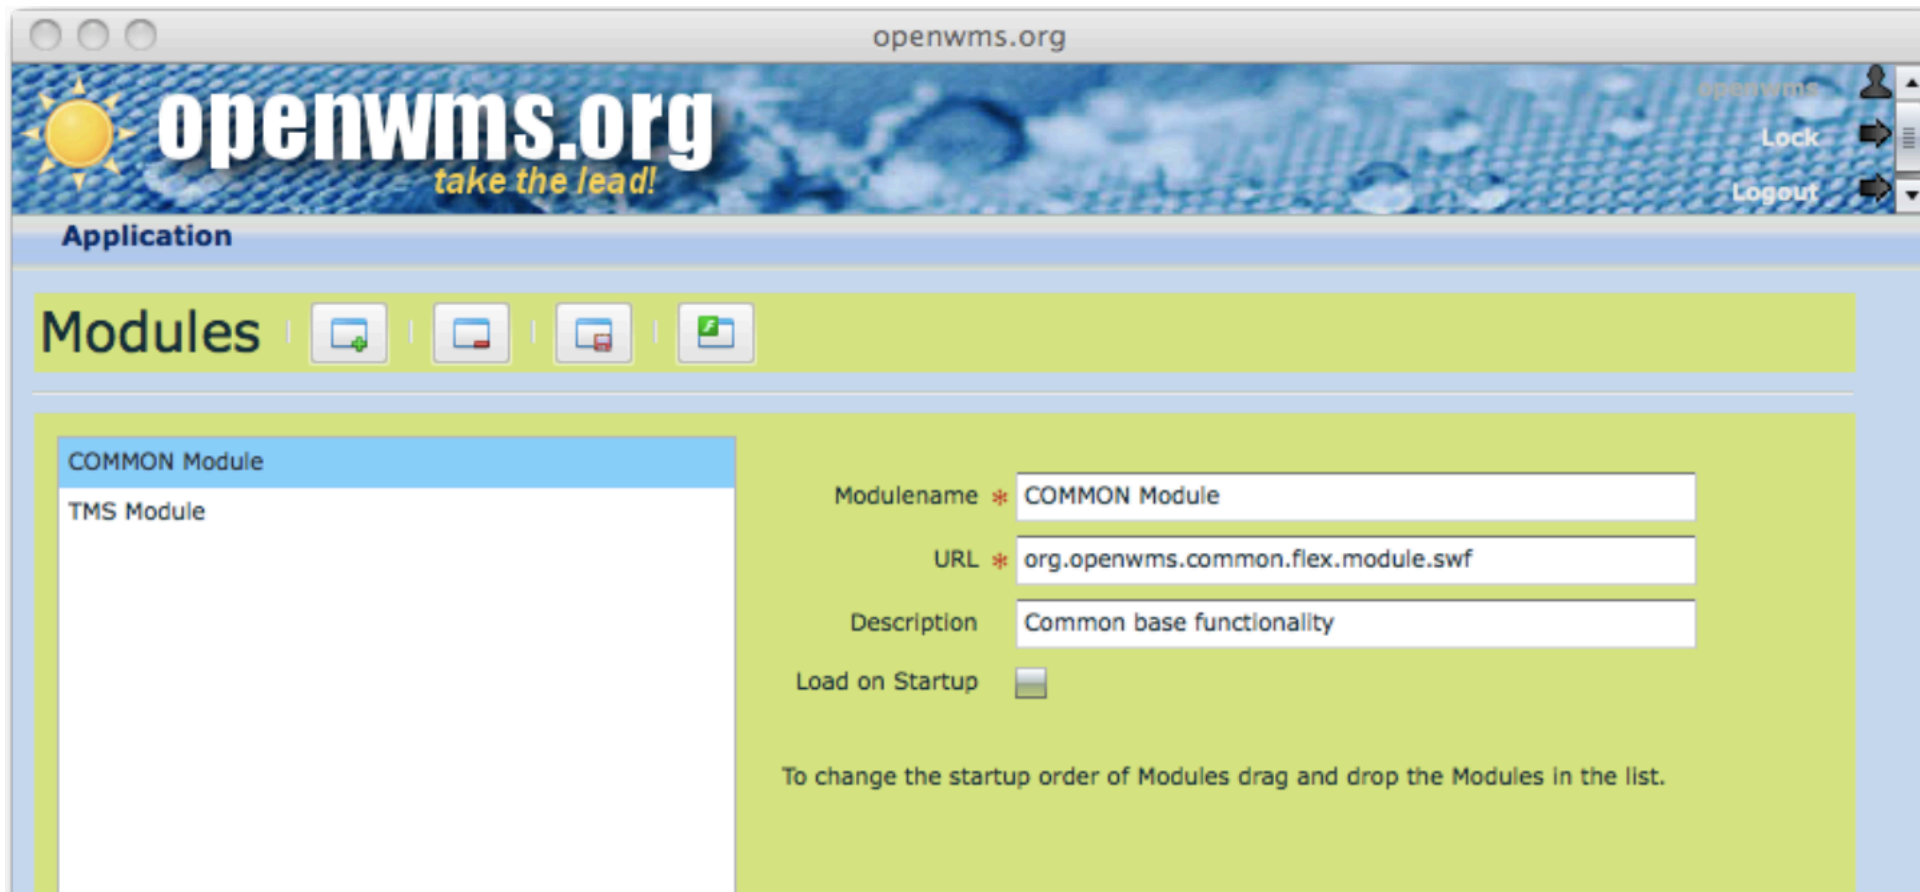 openwms.org
openwms.org
take the lead!
openwms
Lock
Logout
Application
Modules
COMMON Module
TMS Module
Modulename * COMMON Module
URL * org.openwms.common.flex.module.swf
Description Common base functionality
Load on Startup
To change the startup order of Modules drag and drop the Modules in the list.